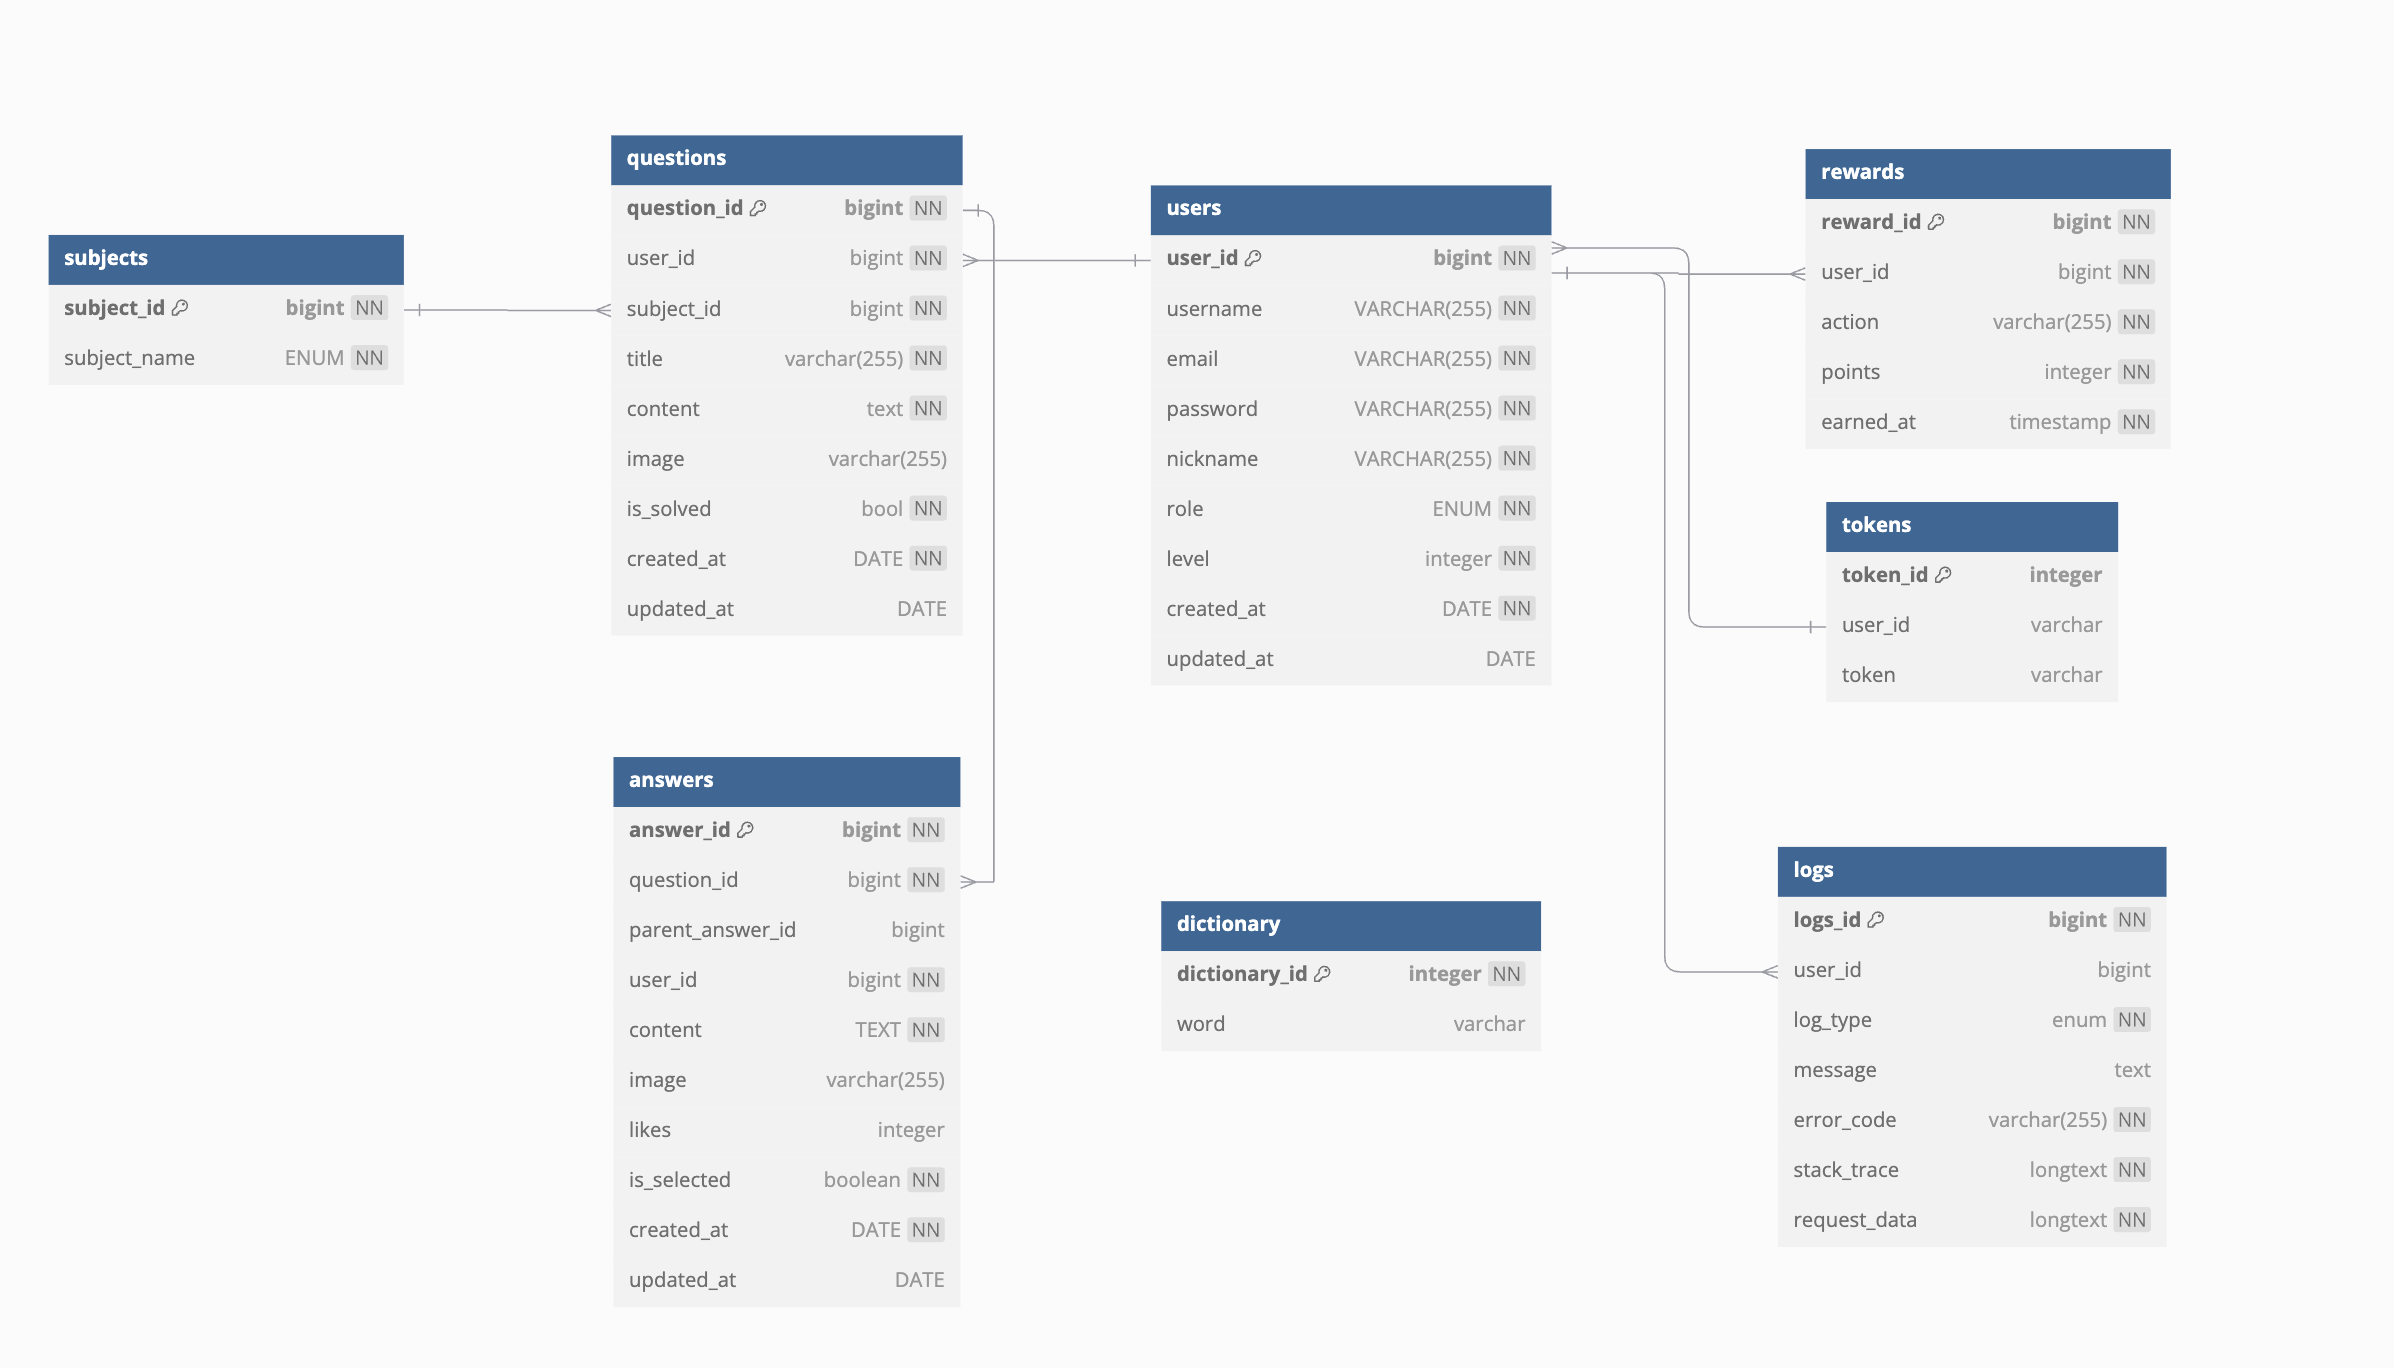 subjects
subject_id bigint NN
subject_name ENUM NN
questions
question_id bigint NN
user_id bigint NN
subject_id bigint NN
title varchar(255) NN
content text NN
image varchar(255)
is_solved bool NN
created_at DATE NN
updated_at DATE
answers
answer_id bigint NN
question_id bigint NN
parent_answer_id bigint
user_id bigint NN
content TEXT NN
image varchar(255)
likes integer
is_selected boolean NN
created_at DATE NN
updated_at DATE
users
user_id bigint NN
username VARCHAR(255) NN
email VARCHAR(255) NN
password VARCHAR(255) NN
nickname VARCHAR(255) NN
role ENUM NN
level integer NN
created_at DATE NN
updated_at DATE
dictionary
dictionary_id integer NN
word varchar
rewards
reward_id bigint NN
user_id bigint NN
action varchar(255) NN
points integer NN
earned_at timestamp NN
tokens
token_id integer
user_id varchar
token varchar
logs
logs_id bigint NN
user_id bigint
log_type enum NN
message text
error_code varchar(255) NN
stack_trace longtext NN
request_data longtext NN